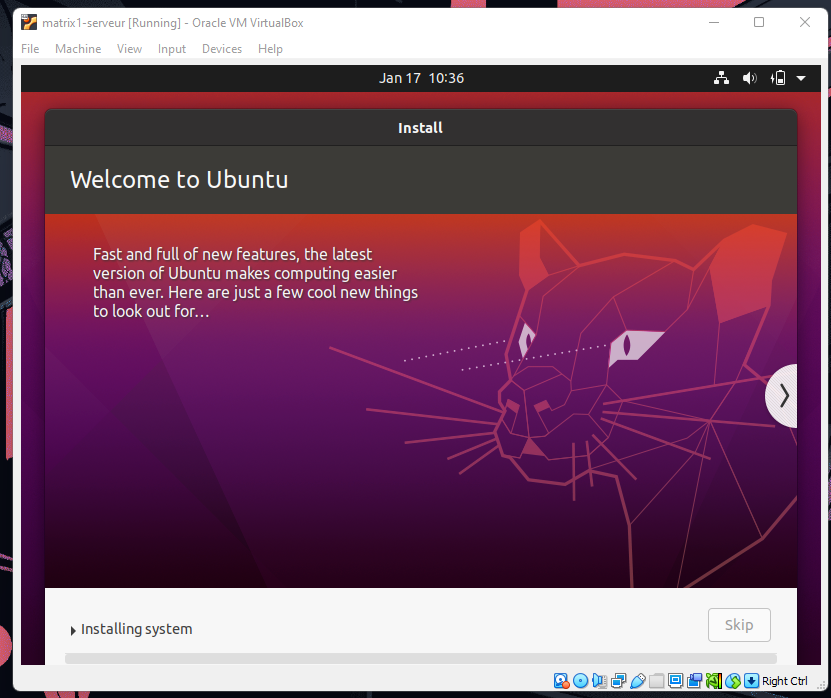 matrix1-serveur [Running] - Oracle VM VirtualBox
File Machine View Input Devices Help
Jan 17 10:36
Install
Welcome to Ubuntu
Fast and full of new features, the latest
version of Ubuntu makes computing easier
than ever. Here are just a few cool new things
to look out for…
Installing system
Skip
Right Ctrl